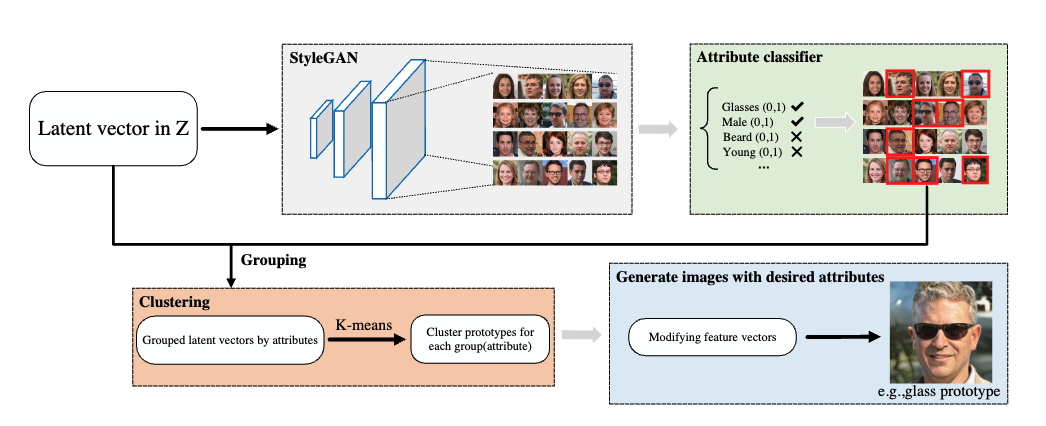 StyleGAN
Attribute classifier
Latent vector in Z
Glasses (0,1)
Male (0,1)
Beard (0,1)
Young (0,1)
...
Grouping
Clustering
Grouped latent vectors by attributes
K-means
Cluster prototypes for
each group(attribute)
Generate images with desired attributes
Modifying feature vectors
e.g.,glass prototype